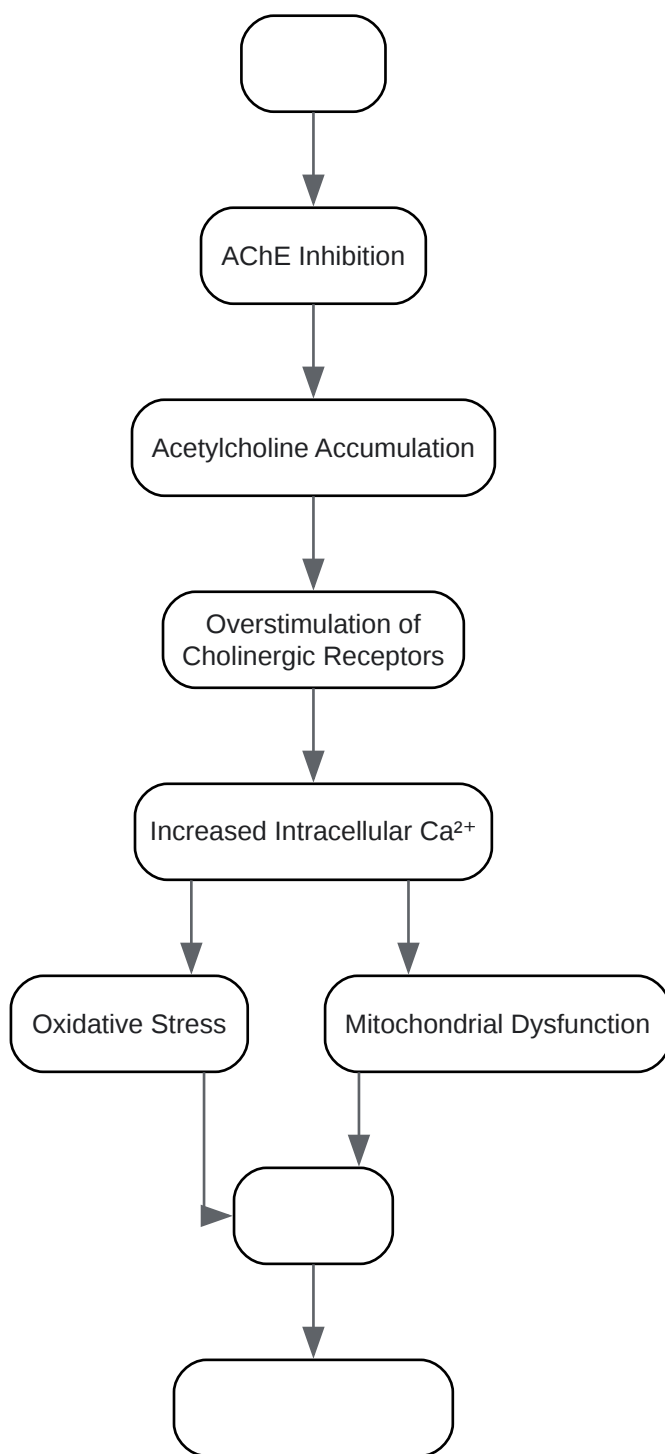 AChE Inhibition
Acetylcholine Accumulation
Overstimulation of
Cholinergic Receptors
Increased Intracellular Ca²⁺
Oxidative Stress
Mitochondrial Dysfunction